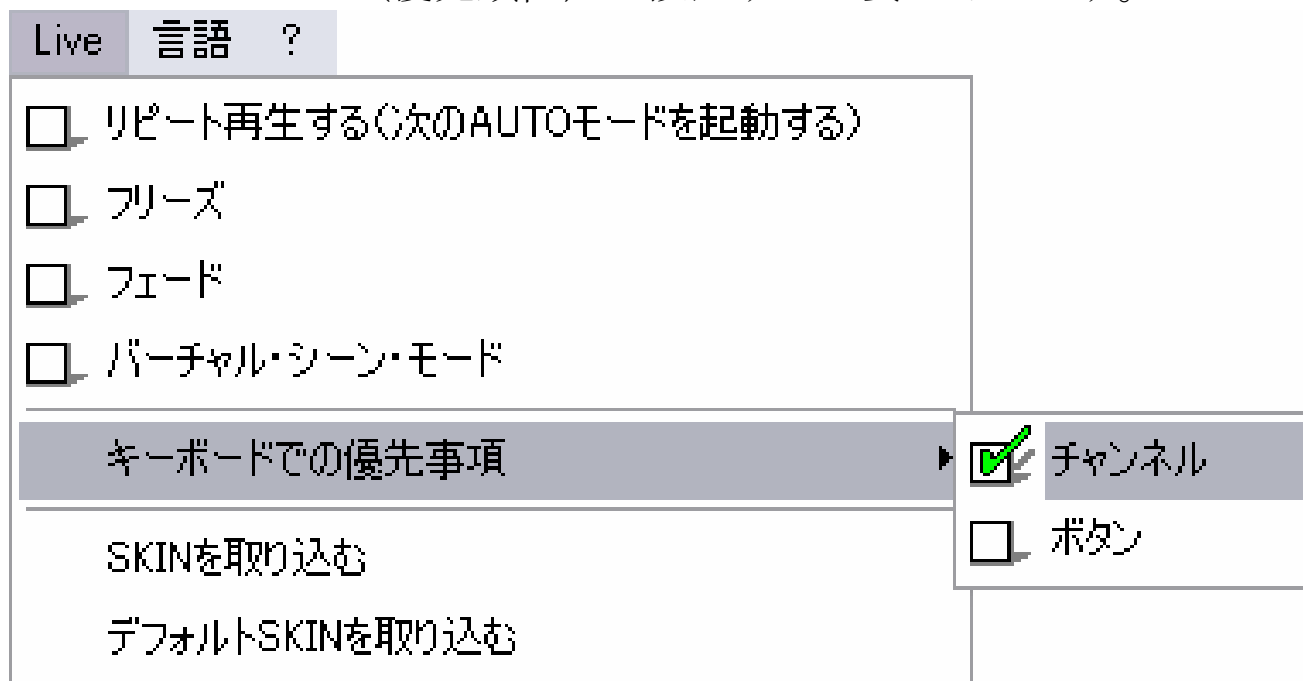 Live 言語 ?
リピート再生する(次のAUTOモードを起動する)
フリーズ
フェード
バーチャル・シーン・モード
キーボードでの優先事項
チャンネル
ボタン
SKINを取り込む
デフォルトSKINを取り込む